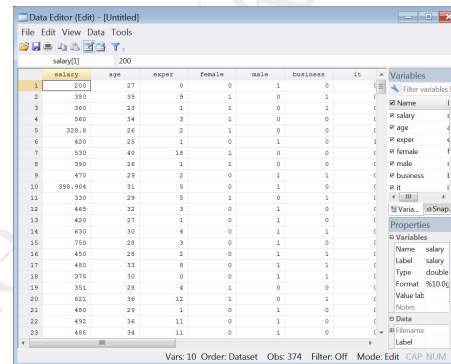 Data Editor (Edit) - [Untitled]
File Edit View Data Tools
salary[1] 200
salary age exper female male business it
1 200 27 0 0 1 0
2 380 39 9 1 0 1
3 360 23 1 0 1 0
4 560 34 3 1 0 0
5 328.8 26 2 1 0 0
6 420 25 1 0 1 0
7 530 40 18 0 1 0
8 390 26 1 1 0 0
9 470 29 2 0 1 1
10 398.904 31 5 0 1 0
11 330 29 5 1 0 1
12 465 32 3 0 1 0
13 420 27 1 0 1 0
14 630 30 4 0 1 1
15 750 28 3 0 1 0
16 450 28 2 0 1 1
17 480 33 8 0 1 0
18 375 30 0 0 1 1
19 351 28 4 1 0 0
20 621 36 12 1 0 0
21 480 29 1 0 1 0
22 492 36 11 0 1 0
23 485 34 11 0 1 1
Variables
Filter variables
Name
salary
age
exper
female
male
business
it
Varia... Snap.
Properties
Variables
Name salary
Label salary
Type double
Format %10.0g
Value lab
Notes
Data
Filename
Label
Vars: 10 Order: Dataset Obs: 374 Filter: Off Mode: Edit CAP NUM